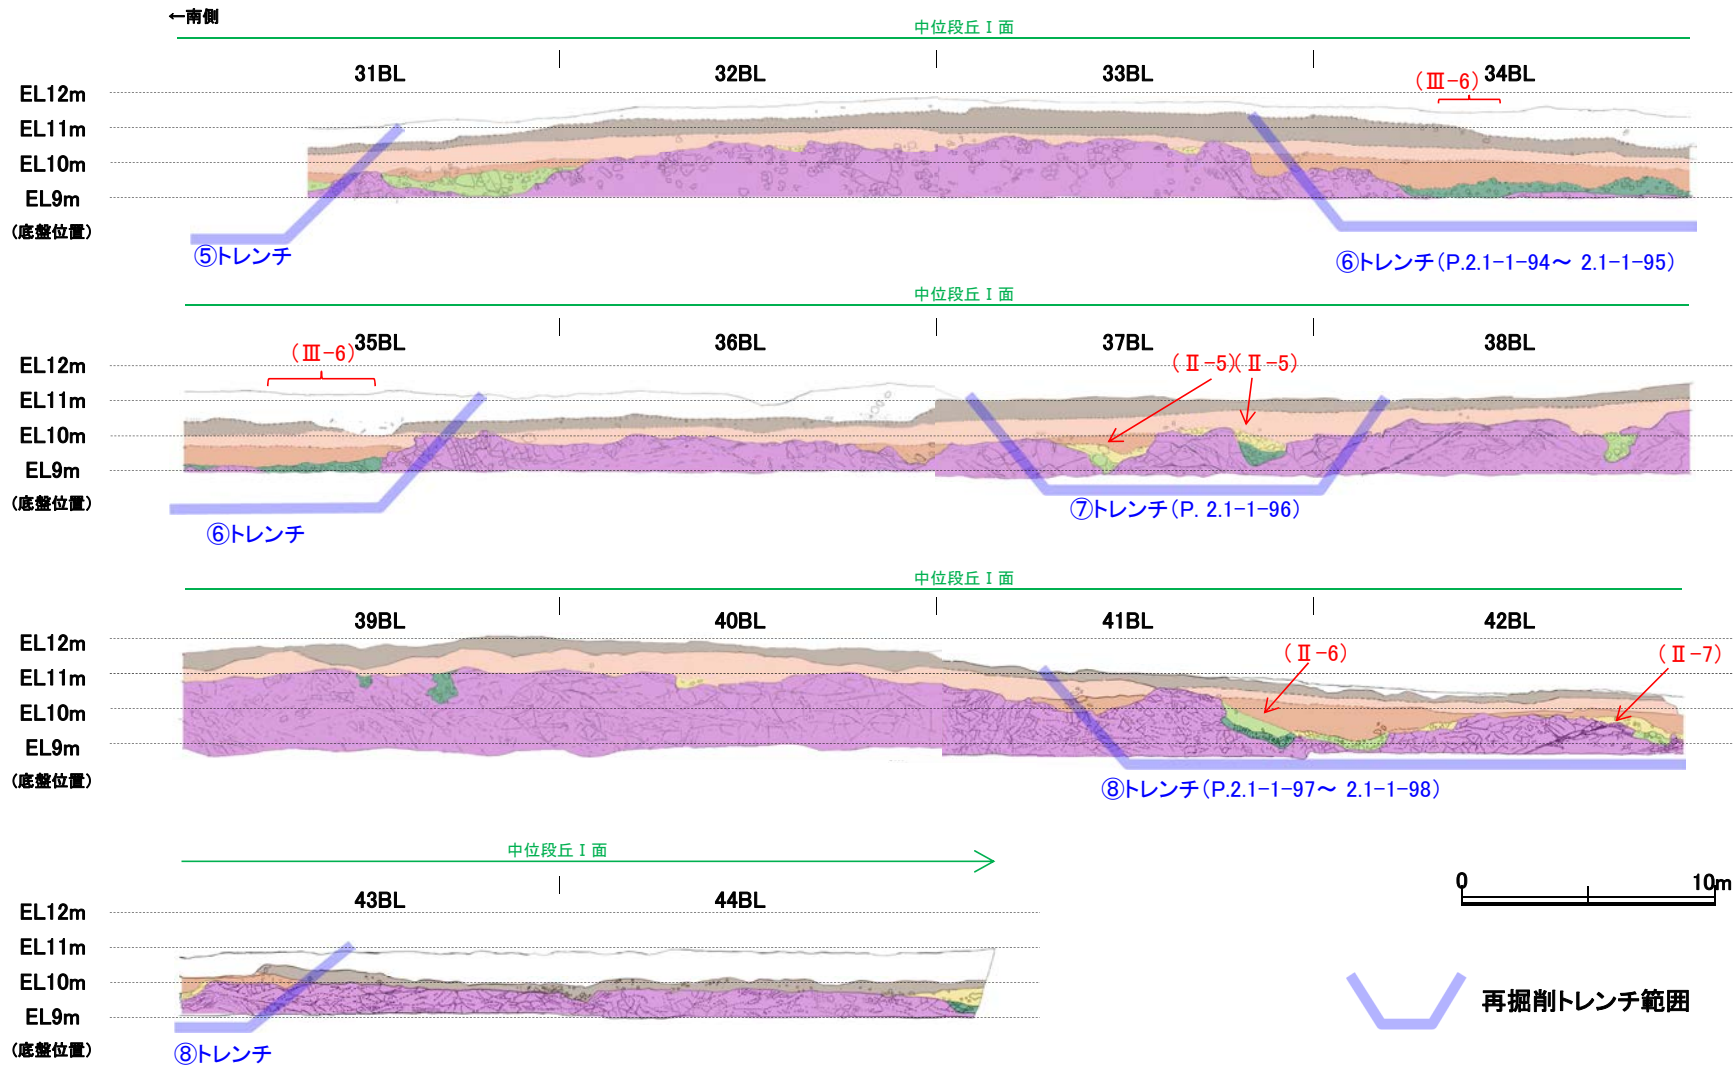 ←南側
中位段丘Ⅰ面
31BL 32BL 33BL 34BL
(Ⅲ-6)
EL12m
EL11m
EL10m
EL9m
(底盤位置)
⑤トレンチ
⑥トレンチ(P.2.1-1-94～ 2.1-1-95)
中位段丘Ⅰ面
35BL 36BL 37BL 38BL
(Ⅲ-6) (Ⅱ-5)(Ⅱ-5)
EL12m
EL11m
EL10m
EL9m
(底盤位置)
⑥トレンチ
⑦トレンチ(P. 2.1-1-96)
中位段丘Ⅰ面
39BL 40BL 41BL 42BL
(Ⅱ-6) (Ⅱ-7)
EL12m
EL11m
EL10m
EL9m
(底盤位置)
⑧トレンチ(P.2.1-1-97～ 2.1-1-98)
中位段丘Ⅰ面
43BL 44BL
EL12m
EL11m
EL10m
EL9m
(底盤位置)
⑧トレンチ
0 10m
再掘削トレンチ範囲